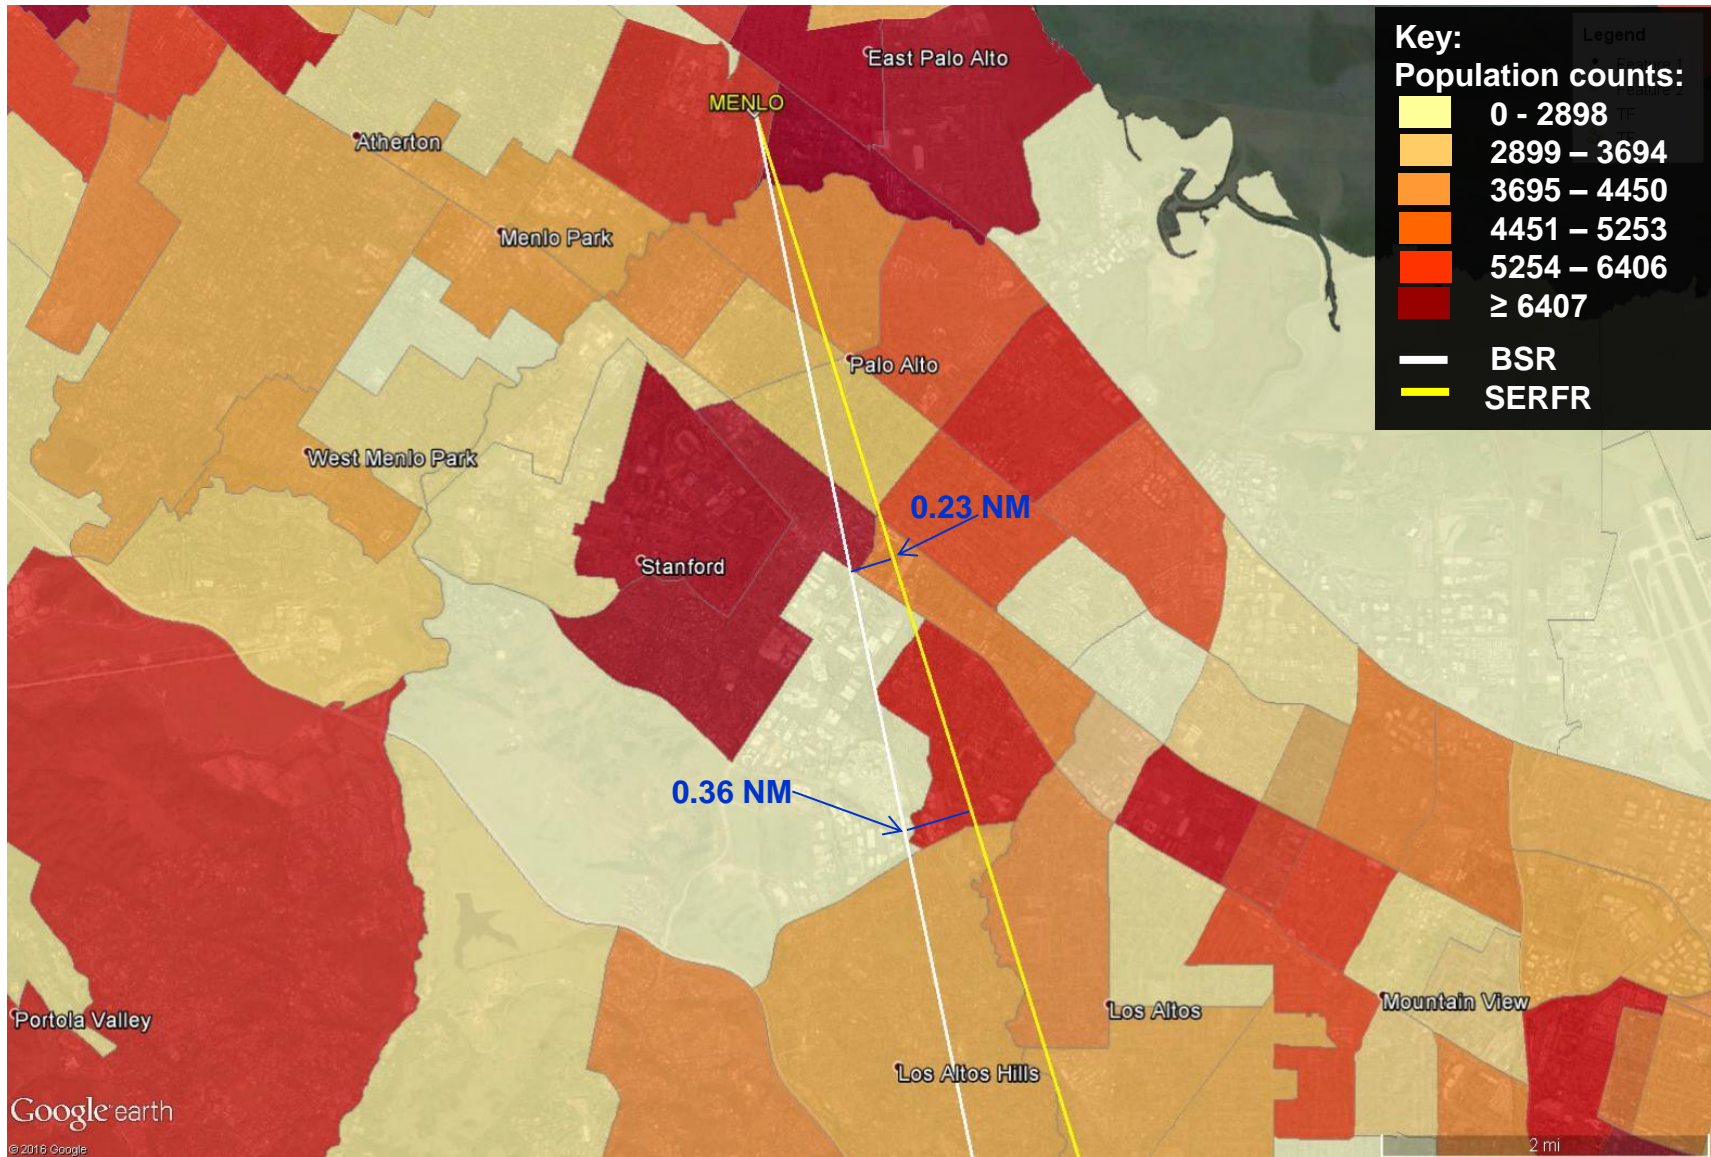 Key:
Legend
Population counts:
0 - 2898
TF
2899 – 3694
3695 – 4450
4451 – 5253
5254 – 6406
≥ 6407
BSR
SERFR
East Palo Alto
MENLO
Atherton
Menlo Park
Palo Alto
West Menlo Park
0.23 NM
Stanford
0.36 NM
Portola Valley
Los Altos
Mountain View
Los Altos Hills
Google earth
© 2016 Google
2 mi